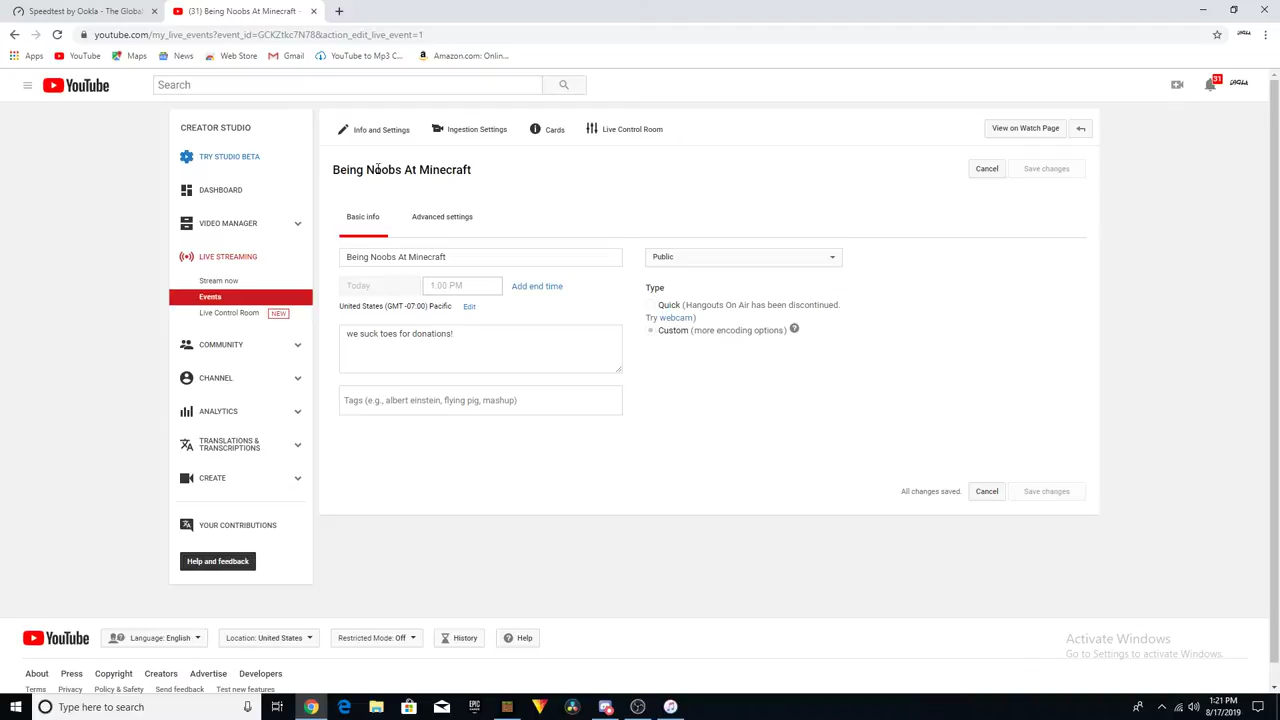 Speedtest by Ookla - The Global
(31) Being Noobs At Minecraft -
youtube.com/my_live_events?event_id=GCKZtkc7N78&action_edit_live_event=1
Apps YouTube Maps News Web Store Gmail YouTube to Mp3 C... Amazon.com: Onlin...
YouTube
Search
31
CREATOR STUDIO
TRY STUDIO BETA
DASHBOARD
VIDEO MANAGER
LIVE STREAMING
Stream now
Events
Live Control Room NEW
COMMUNITY
CHANNEL
ANALYTICS
TRANSLATIONS &
TRANSCRIPTIONS
CREATE
YOUR CONTRIBUTIONS
Help and feedback
Info and Settings Ingestion Settings Cards Live Control Room
View on Watch Page
Being Noobs At Minecraft
Cancel Save changes
Basic info Advanced settings
Being Noobs At Minecraft
Today 1:00 PM Add end time
United States (GMT -07:00) Pacific Edit
we suck toes for donations!
Tags (e.g., albert einstein, flying pig, mashup)
Public
Type
Quick (Hangouts On Air has been discontinued.
Try webcam)
Custom (more encoding options) ?
All changes saved. Cancel Save changes
YouTube Language: English Location: United States Restricted Mode: Off History Help
About Press Copyright Creators Advertise Developers
Terms Privacy Policy & Safety Send feedback Test new features
Activate Windows
Go to Settings to activate Windows.
Type here to search
EPIC
GAMES
1:21 PM
8/17/2019